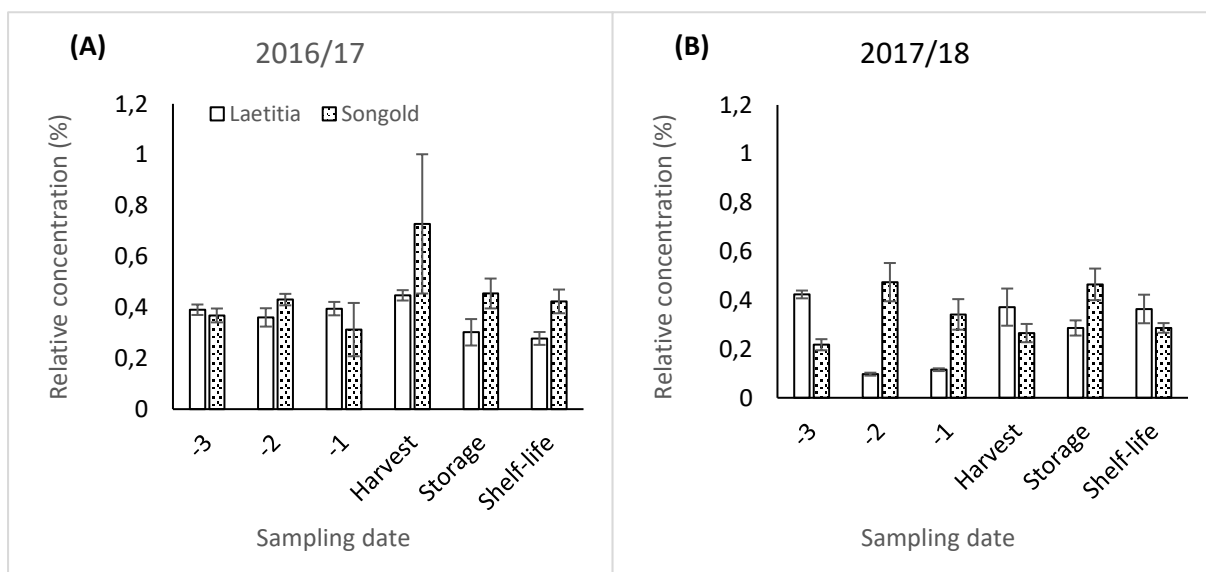 (A)
2016/17
Laetitia
Songold
Relative concentration (%)
1,2
1
0,8
0,6
0,4
0,2
0
-3
-2
-1
Harvest
Storage
Shelf-life
Sampling date
(B)
2017/18
Relative concentration (%)
1,2
1
0,8
0,6
0,4
0,2
0
-3
-2
-1
Harvest
Storage
Shelf-life
Sampling date